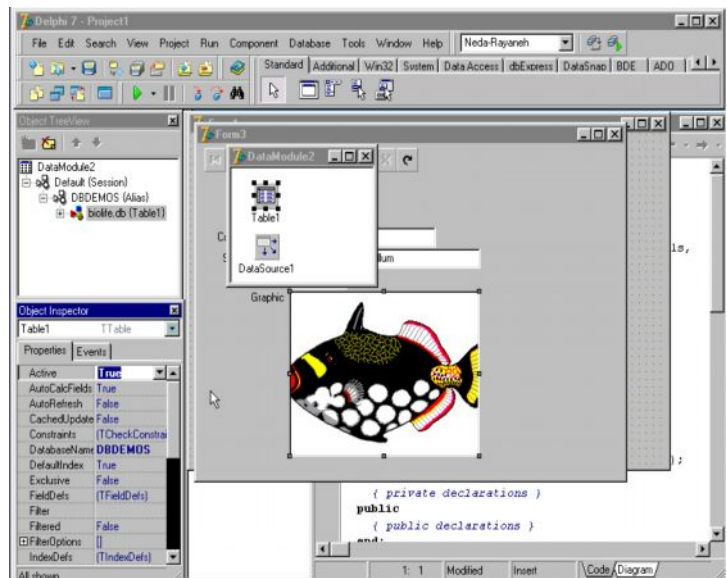 Delphi 7 - Project1
File Edit Search View Project Run Component Database Tools Window Help
Neda-Rayaneh
Standard Additional Win32 System Data Access dbExpress DataSnap BDE ADO
Object TreeView
DataModule2
Default (Session)
DBDEMOS (Alias)
biolife.db (Table1)
Form3
DataModule2
Table1
DataSource1
Graphic
Object Inspector
Table1 TTable
Properties Events
Active True
AutoCalcFields True
AutoRefresh False
CachedUpdate False
Constraints (TCheckConstrai
DatabaseName DBDEMOS
DefaultIndex True
Exclusive False
FieldDefs (TFieldDefs)
Filter
Filtered False
FilterOptions []
IndexDefs (TIndexDefs)
All shown
ls,
);
{ private declarations }
public
{ public declarations }
end;
1: 1 Modified Insert Code Diagram